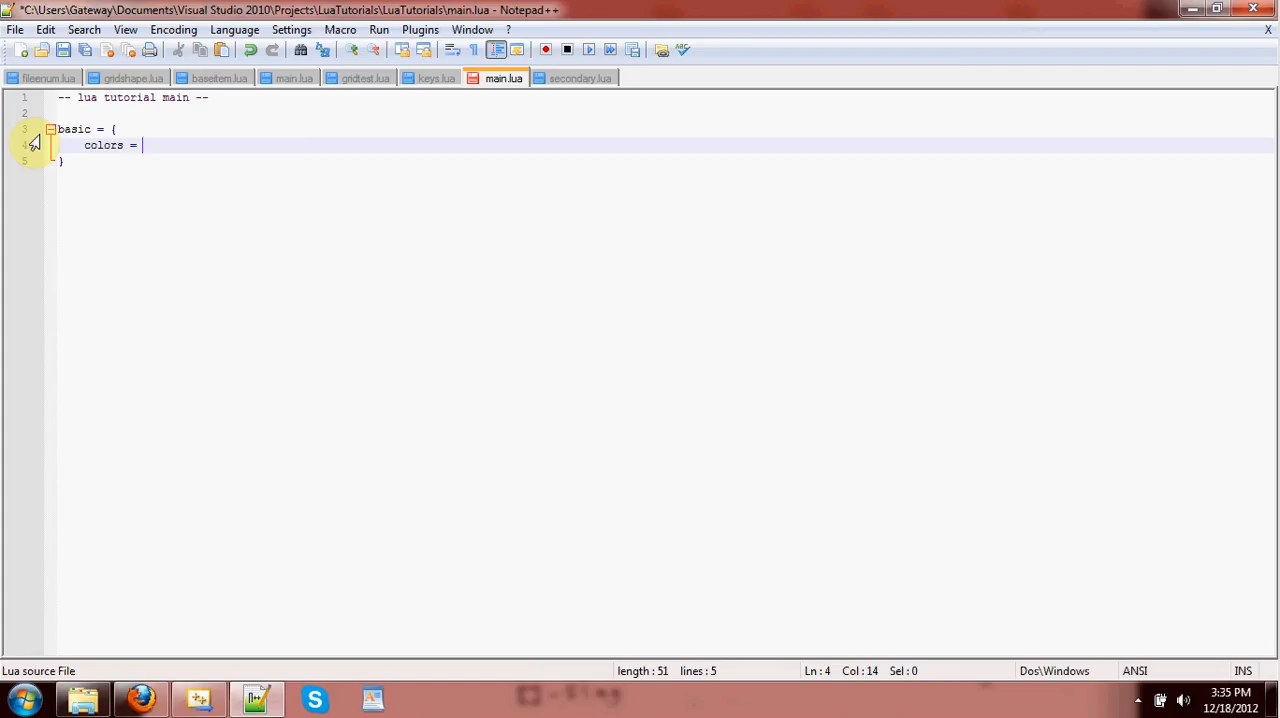 *C:\Users\Gateway\Documents\Visual Studio 2010\Projects\LuaTutorials\LuaTutorials\main.lua - Notepad++
File Edit Search View Encoding Language Settings Macro Run Plugins Window ? X
fileenum.lua gridshape.lua baseitem.lua main.lua gridtest.lua keys.lua main.lua secondary.lua
1 -- lua tutorial main --
2
3 basic = {
4 colors =
5 }
Lua source File length : 51 lines : 5 Ln : 4 Col : 14 Sel : 0 Dos\Windows ANSI INS
3:35 PM
12/18/2012